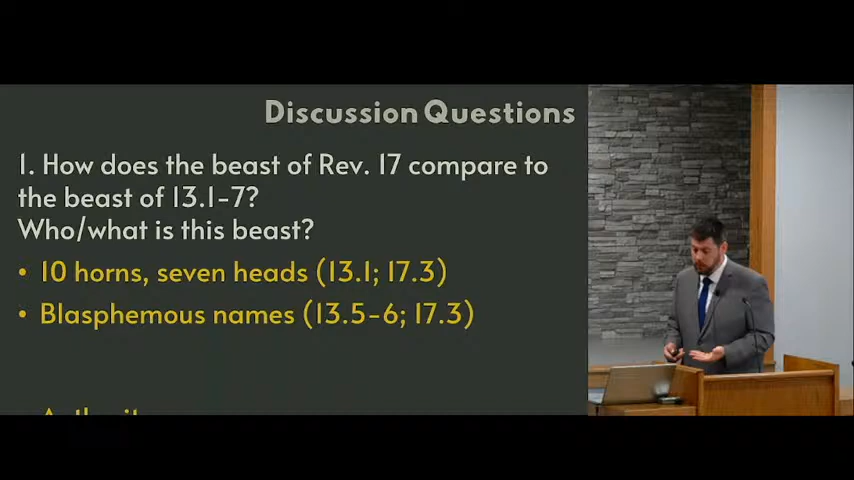 Discussion Questions
1. How does the beast of Rev. 17 compare to
the beast of 13.1-7?
Who/what is this beast?
• 10 horns, seven heads (13.1; 17.3)
• Blasphemous names (13.5-6; 17.3)